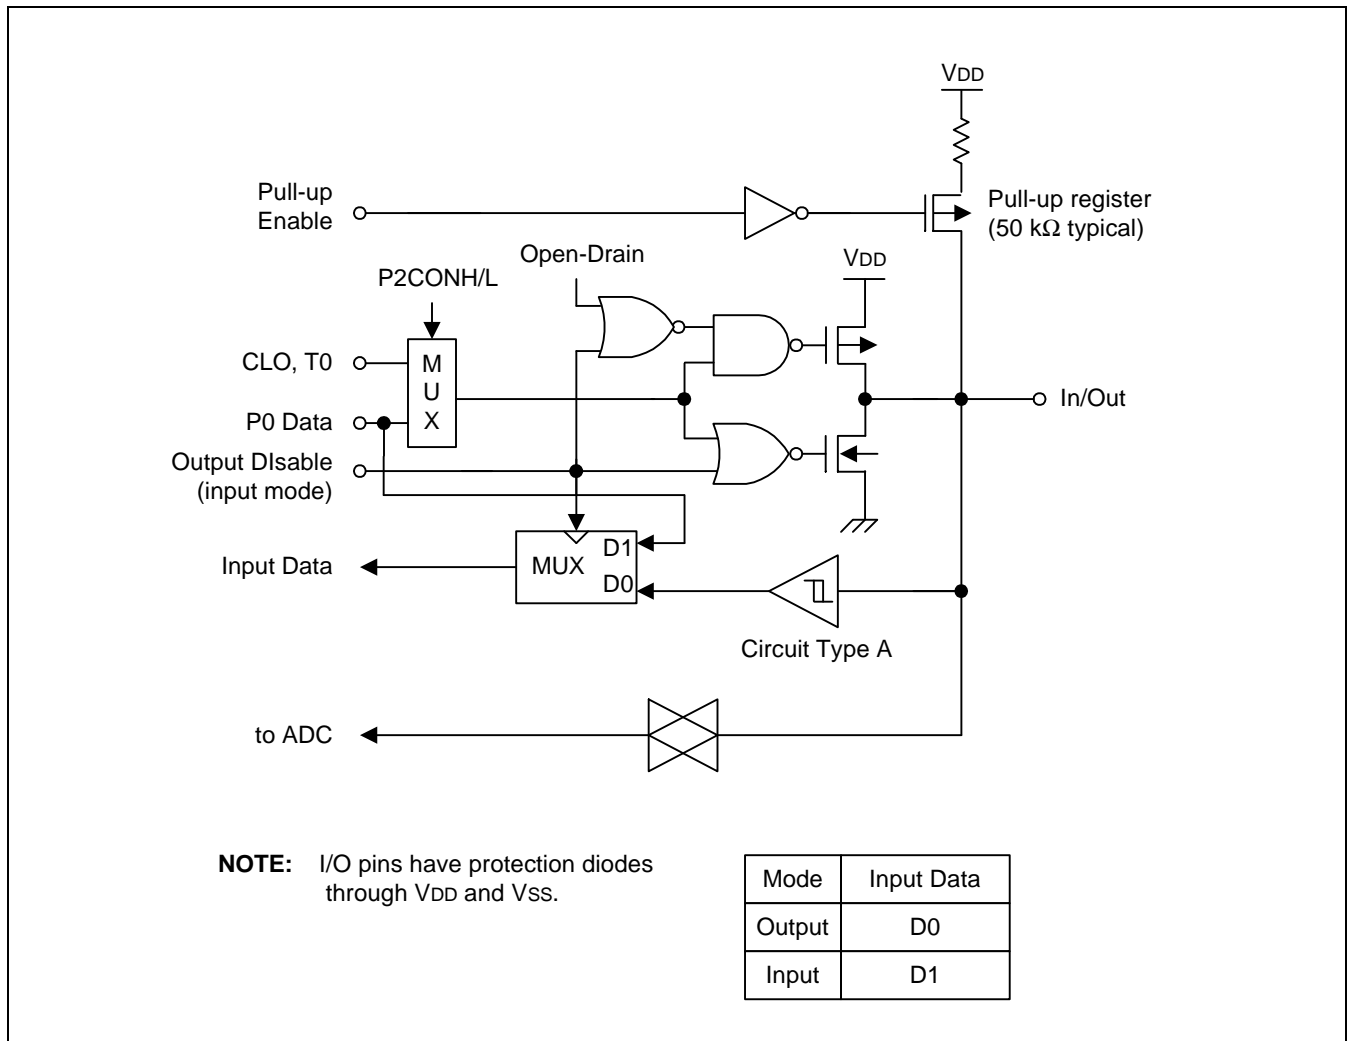 VDD
Pull-up
Enable
Pull-up register
(50 kΩ typical)
Open-Drain
VDD
P2CONH/L
CLO, T0
M
U
X
In/Out
P0 Data
Output DIsable
(input mode)
D1
MUX
D0
Input Data
Circuit Type A
to ADC
NOTE: I/O pins have protection diodes
through VDD and VSS.
Mode Input Data
Output D0
Input D1